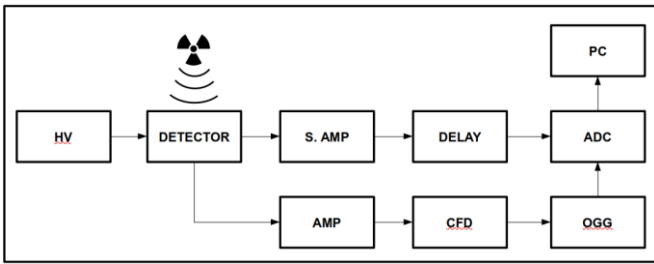 PC
HV
DETECTOR
S. AMP
DELAY
ADC
AMP
CFD
OGG